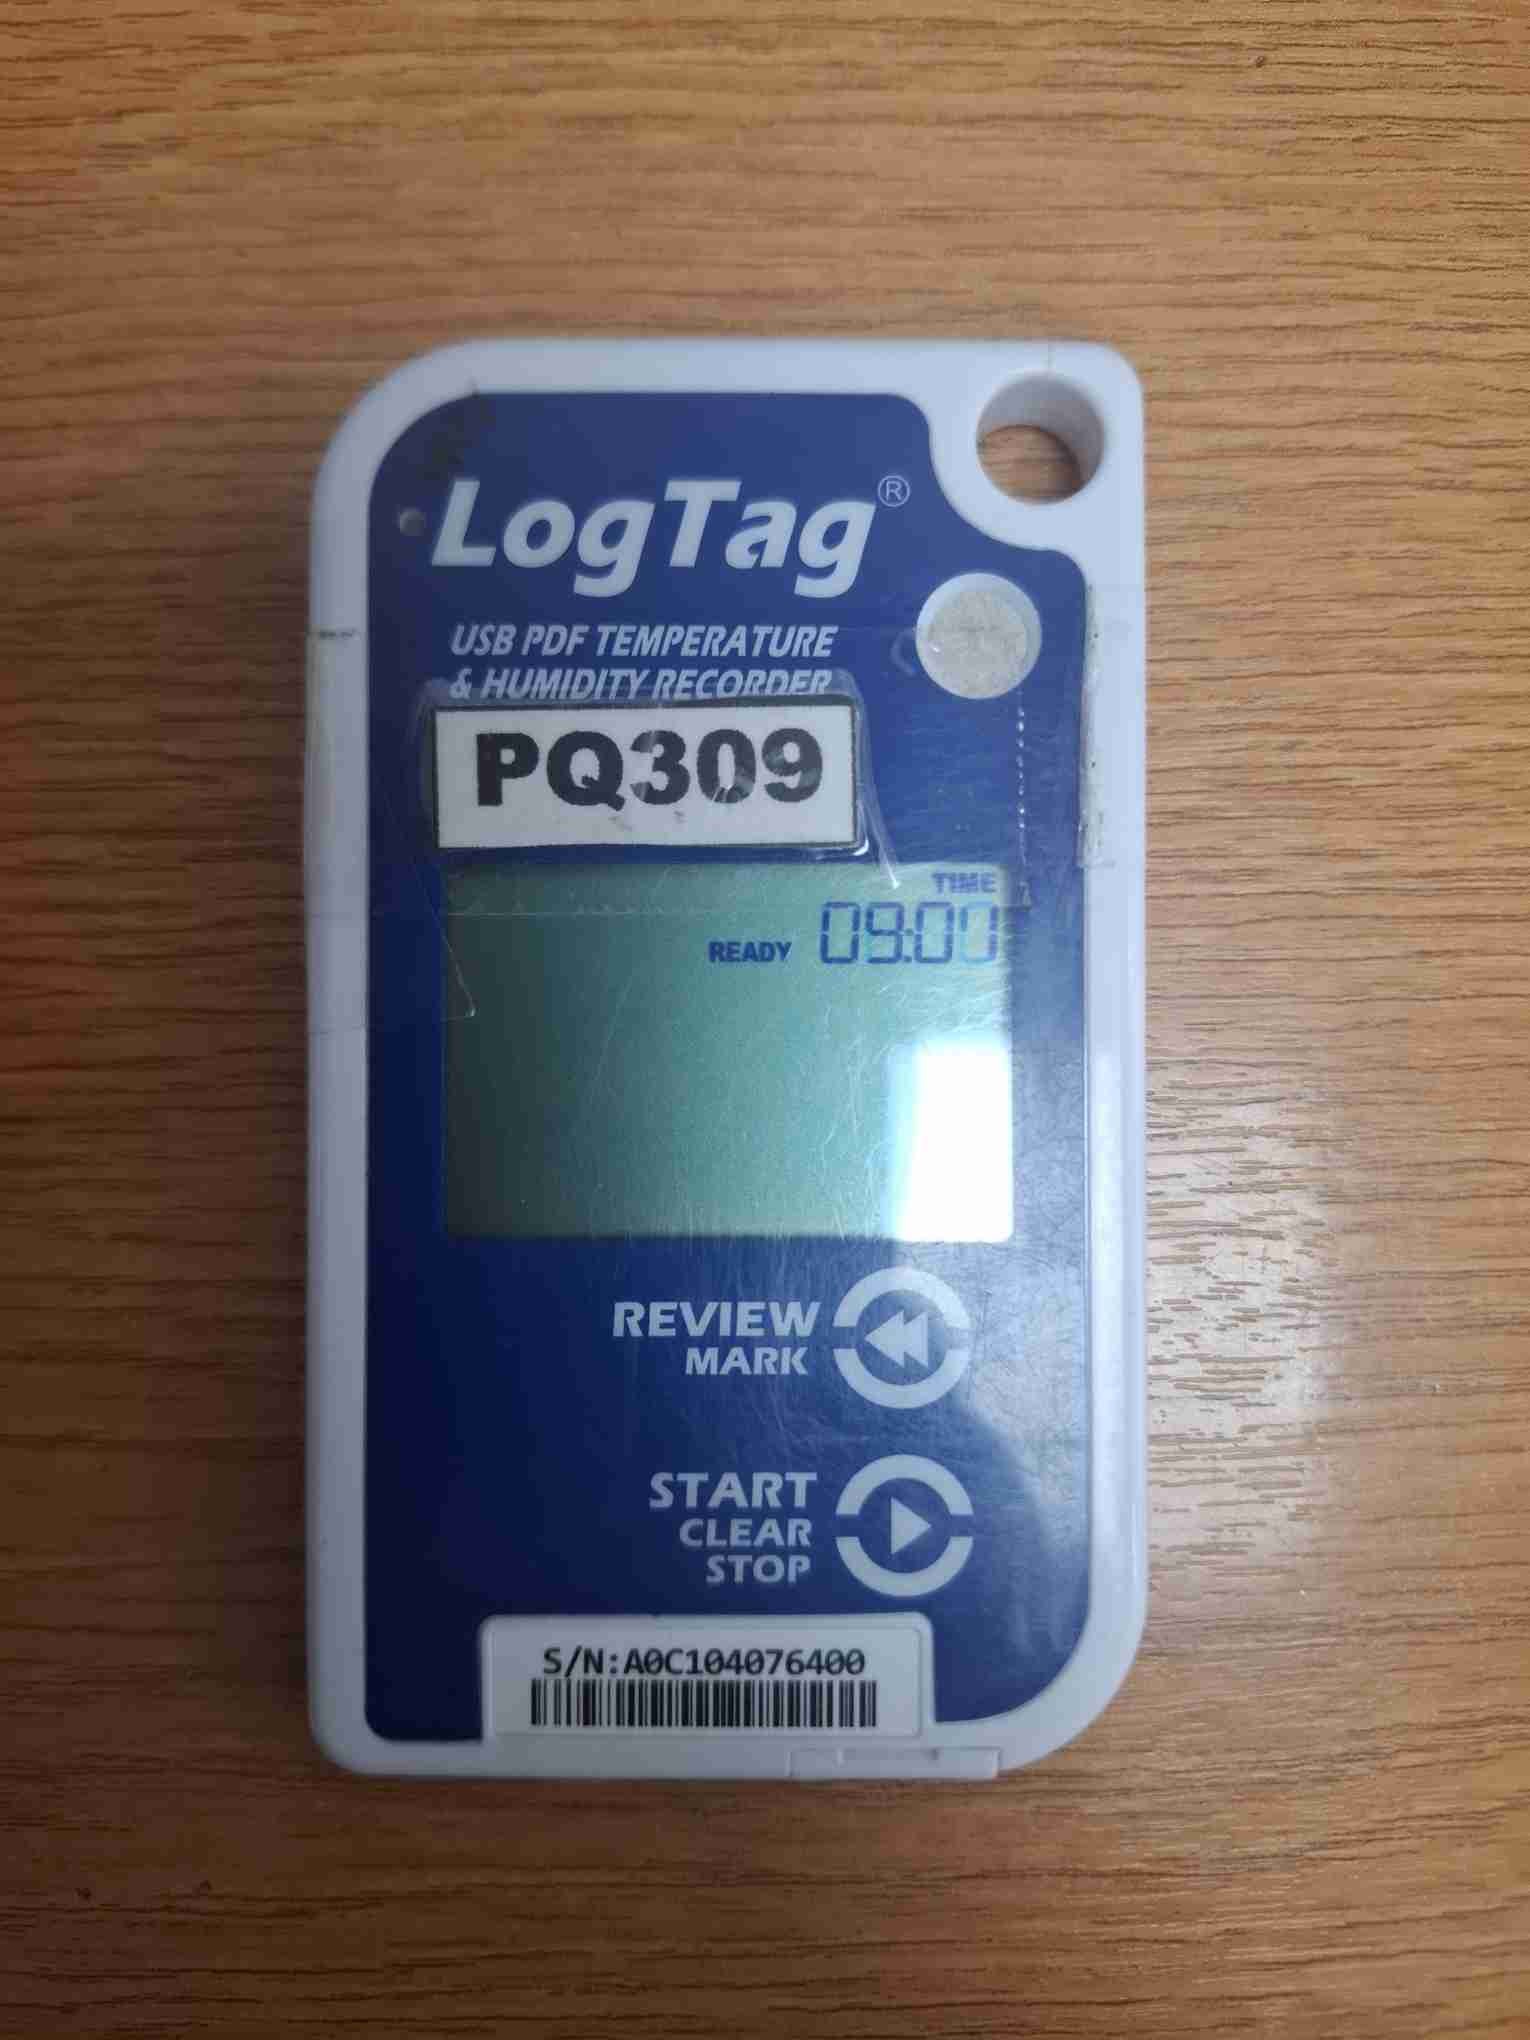 LogTag®
USB PDF TEMPERATURE
& HUMIDITY RECORDER
PQ309
TIME
READY 09:00
REVIEW
MARK
START
CLEAR
STOP
S/N:A0C104076400